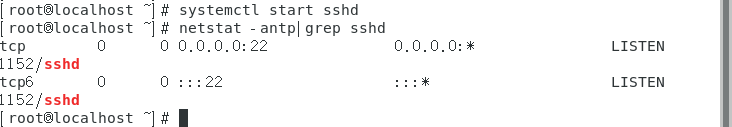 [root@localhost ~]# systemctl start sshd
[root@localhost ~]# netstat -antp|grep sshd
tcp        0      0 0.0.0.0:22              0.0.0.0:*               LISTEN
1152/sshd
tcp6       0      0 :::22                   :::*                    LISTEN
1152/sshd
[root@localhost ~]#